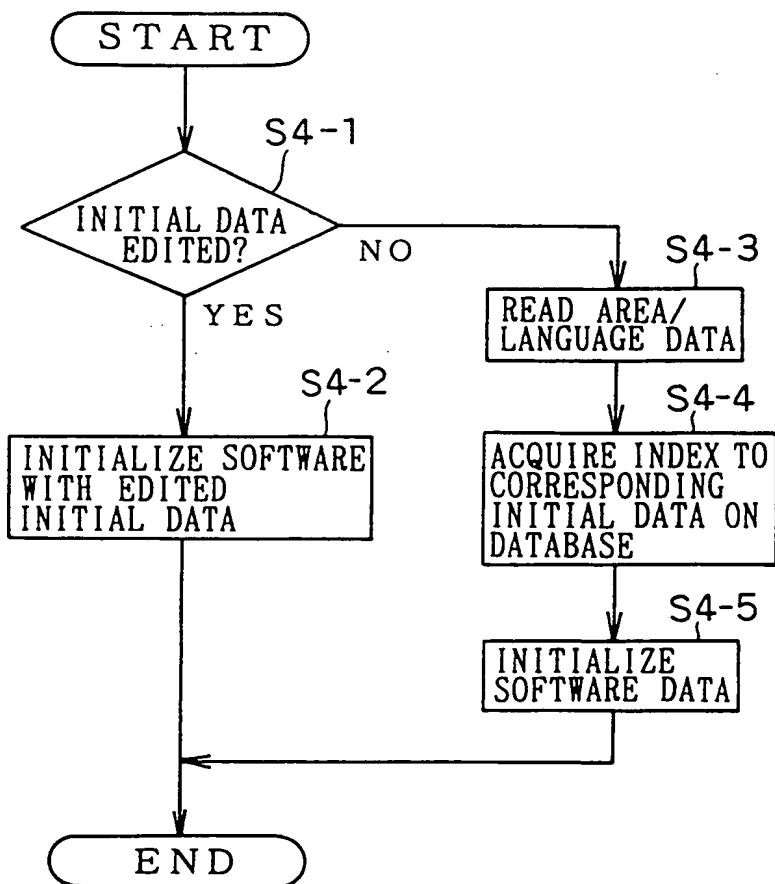 START
S4-1
INITIAL DATA
EDITED?
NO
YES
S4-3
READ AREA/
LANGUAGE DATA
S4-2
INITIALIZE SOFTWARE
WITH EDITED
INITIAL DATA
S4-4
ACQUIRE INDEX TO
CORRESPONDING
INITIAL DATA ON
DATABASE
S4-5
INITIALIZE
SOFTWARE DATA
END